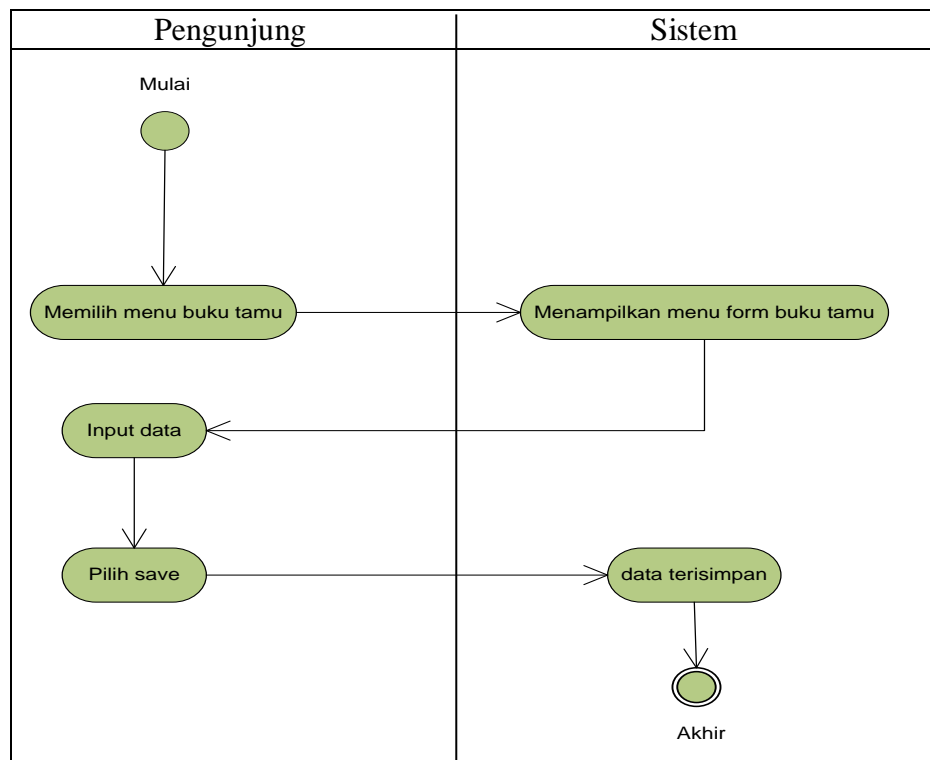 Pengunjung
Sistem
Mulai
Memilih menu buku tamu
Menampilkan menu form buku tamu
Input data
Pilih save
data terisimpan
Akhir